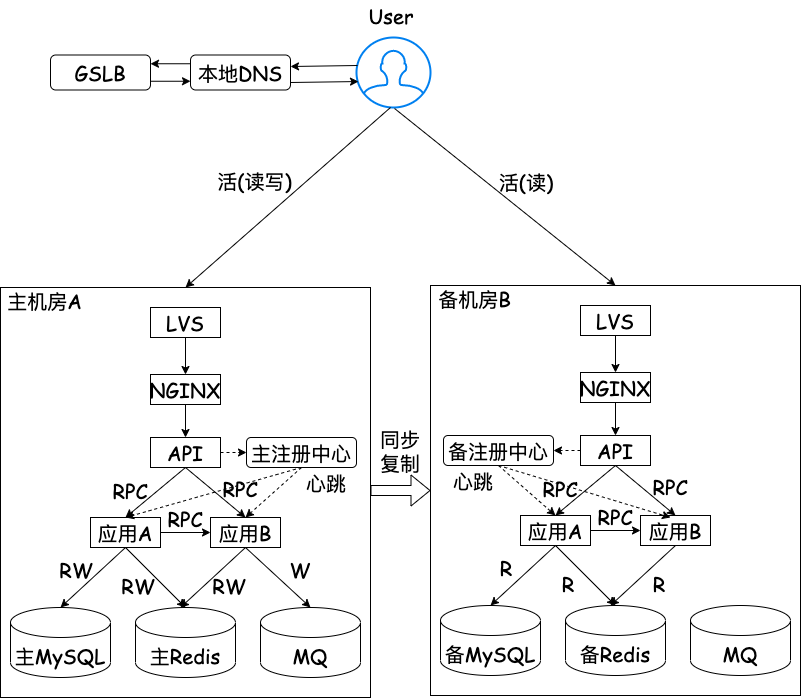 User
GSLB
本地DNS
活(读写)
活(读)
主机房A
LVS
NGINX
API
主注册中心
心跳
RPC
RPC
应用A
RPC
应用B
RW
RW
RW
W
主MySQL
主Redis
MQ
同步
复制
备机房B
LVS
NGINX
备注册中心
API
心跳
RPC
RPC
应用A
RPC
应用B
R
R
R
备MySQL
备Redis
MQ